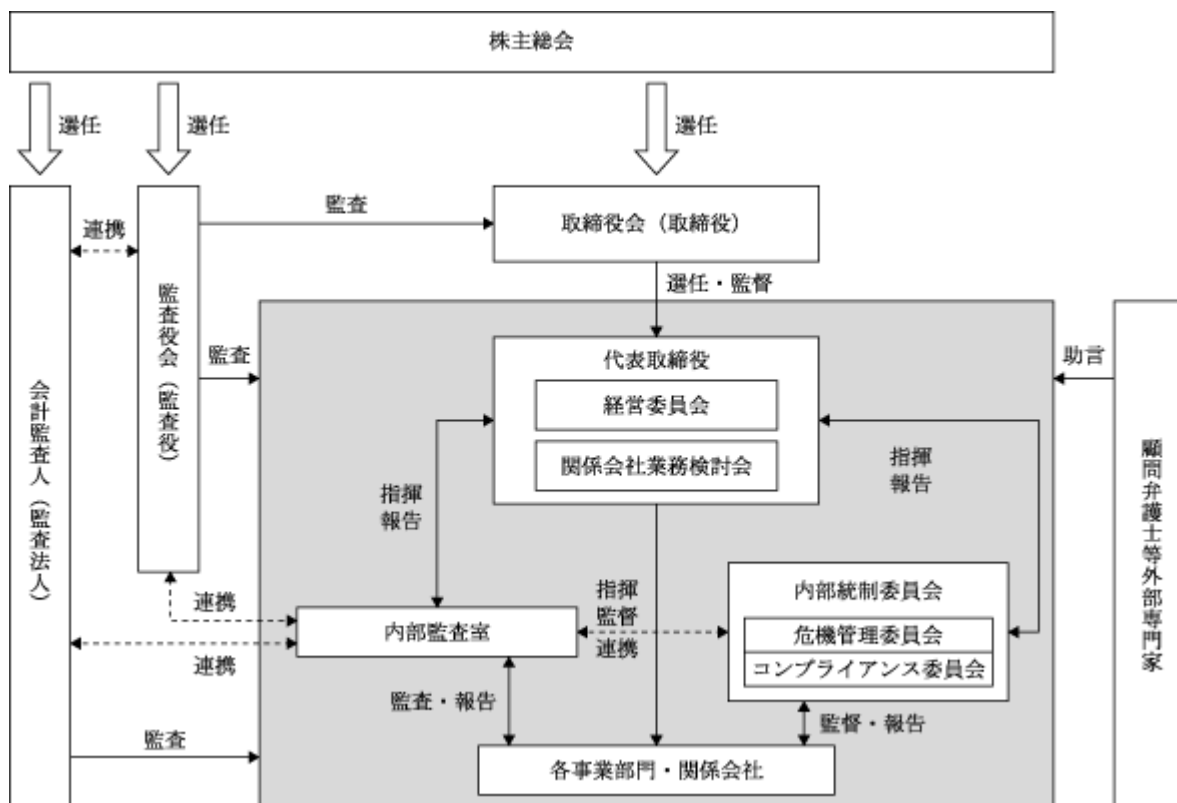 株主総会
選任
選任
選任
監査
取締役会（取締役）
連携
選任・監督
監査役会（監査役）
会計監査人（監査法人）
監査
代表取締役
経営委員会
関係会社業務検討会
助言
顧問弁護士等外部専門家
指揮
報告
指揮
報告
連携
内部監査室
指揮
監督
連携
内部統制委員会
危機管理委員会
コンプライアンス委員会
連携
監査・報告
監督・報告
監査
各事業部門・関係会社